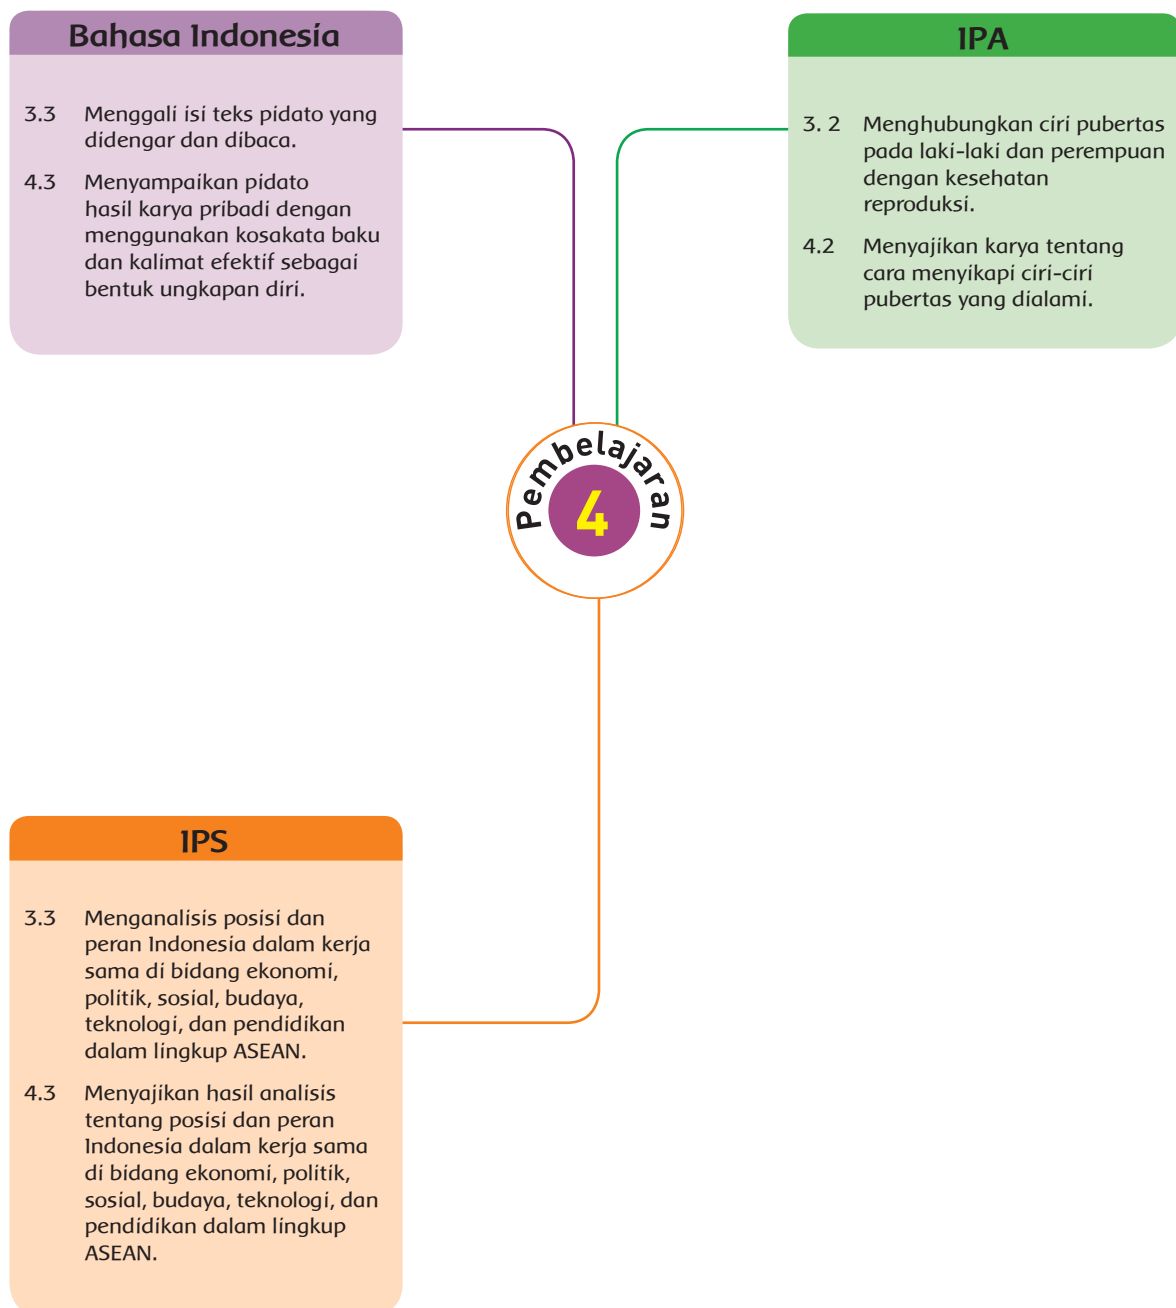 Bahasa Indonesia
3.3 Menggali isi teks pidato yang
didengar dan dibaca.
4.3 Menyampaikan pidato
hasil karya pribadi dengan
menggunakan kosakata baku
dan kalimat efektif sebagai
bentuk ungkapan diri.
IPA
3. 2 Menghubungkan ciri pubertas
pada laki-laki dan perempuan
dengan kesehatan
reproduksi.
4.2 Menyajikan karya tentang
cara menyikapi ciri-ciri
pubertas yang dialami.
Pembelajaran
4
IPS
3.3 Menganalisis posisi dan
peran Indonesia dalam kerja
sama di bidang ekonomi,
politik, sosial, budaya,
teknologi, dan pendidikan
dalam lingkup ASEAN.
4.3 Menyajikan hasil analisis
tentang posisi dan peran
Indonesia dalam kerja sama
di bidang ekonomi, politik,
sosial, budaya, teknologi, dan
pendidikan dalam lingkup
ASEAN.